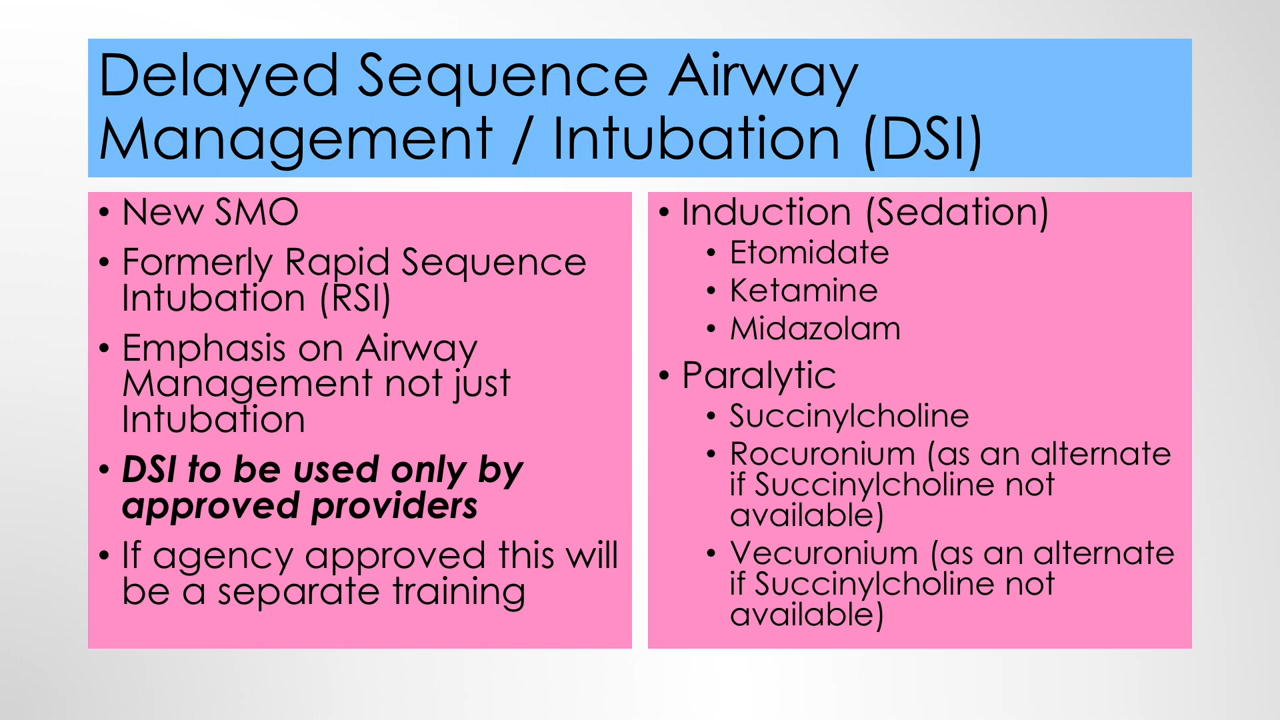 Delayed Sequence Airway
Management / Intubation (DSI)
• New SMO
• Formerly Rapid Sequence
Intubation (RSI)
• Emphasis on Airway
Management not just
Intubation
• DSI to be used only by
approved providers
• If agency approved this will
be a separate training
• Induction (Sedation)
• Etomidate
• Ketamine
• Midazolam
• Paralytic
• Succinylcholine
• Rocuronium (as an alternate
if Succinylcholine not
available)
• Vecuronium (as an alternate
if Succinylcholine not
available)